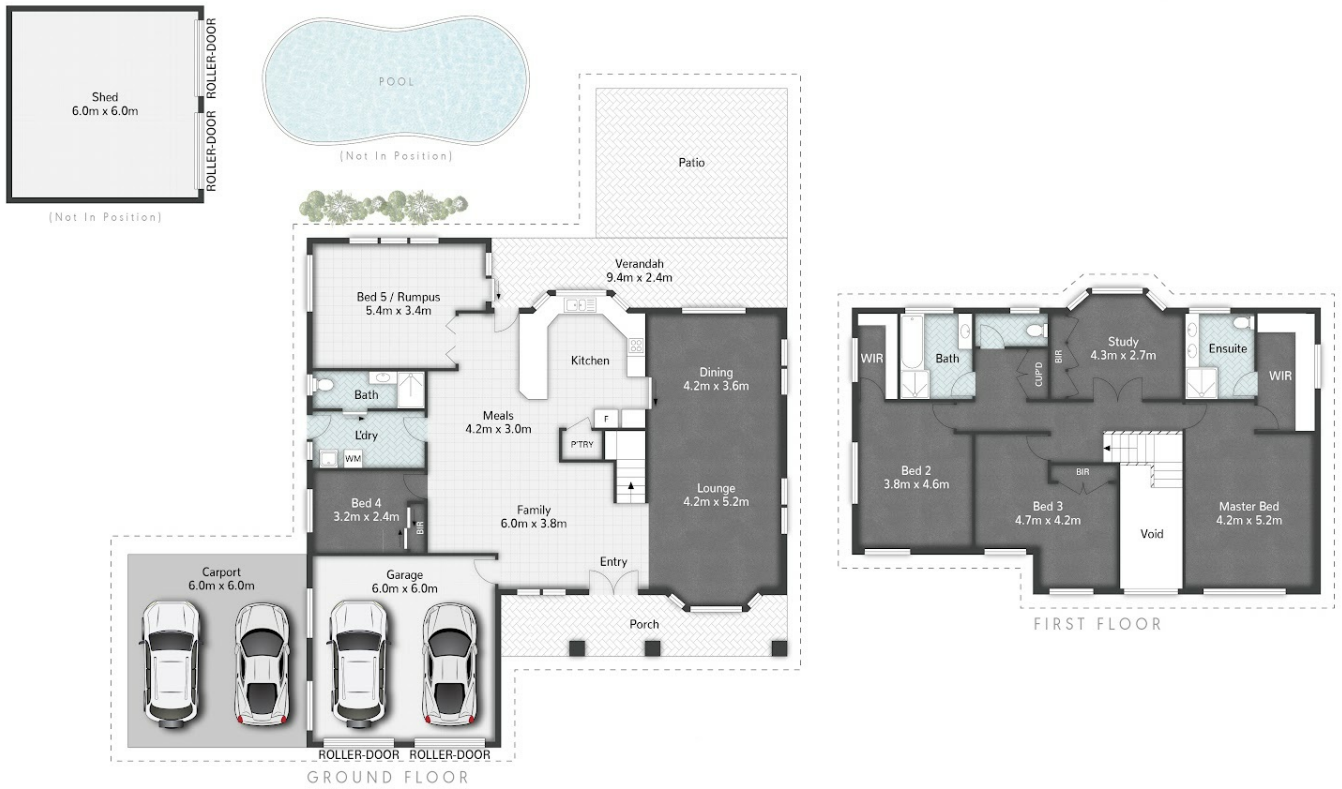 Shed
6.0m x 6.0m
ROLLER-DOOR
ROLLER-DOOR
(Not In Position)
POOL
(Not In Position)
Patio
Verandah
9.4m x 2.4m
Bed 5 / Rumpus
5.4m x 3.4m
Kitchen
Dining
4.2m x 3.6m
Bath
Meals
4.2m x 3.0m
F
P'TRY
L'dry
WM
Bed 4
3.2m x 2.4m
BIR
Family
6.0m x 3.8m
Lounge
4.2m x 5.2m
Entry
Carport
6.0m x 6.0m
Garage
6.0m x 6.0m
Porch
ROLLER-DOOR
ROLLER-DOOR
GROUND FLOOR
WIR
Bath
CUP'D
BIR
Study
4.3m x 2.7m
Ensuite
WIR
Bed 2
3.8m x 4.6m
BIR
Bed 3
4.7m x 4.2m
Void
Master Bed
4.2m x 5.2m
FIRST FLOOR